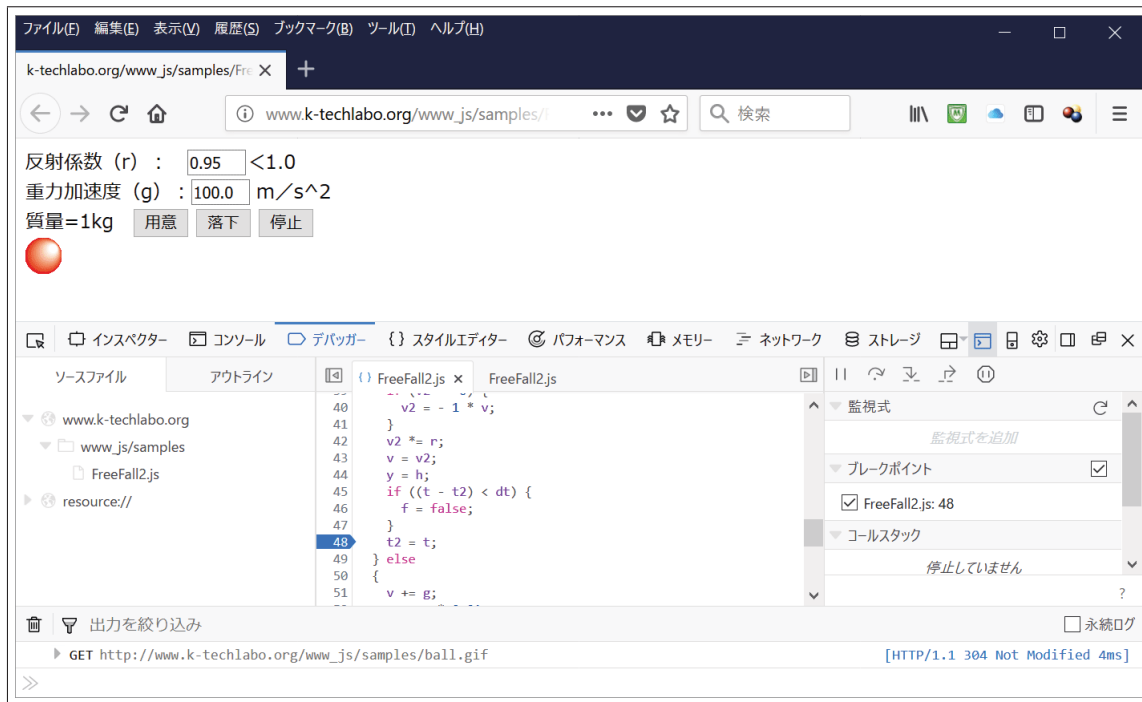 ファイル(F) 編集(E) 表示(V) 履歴(S) ブックマーク(B) ツール(T) ヘルプ(H)
k-techlabo.org/www_js/samples/Fre
www.k-techlabo.org/www_js/samples/
検索
反射係数（r）： 0.95 <1.0
重力加速度（g）：100.0 m／s^2
質量=1kg 用意 落下 停止
インスペクター コンソール デバッガー {} スタイルエディター パフォーマンス メモリー ネットワーク ストレージ
ソースファイル アウトライン {} FreeFall2.js FreeFall2.js
www.k-techlabo.org
www_js/samples
FreeFall2.js
resource://
40 v2 = - 1 * v;
41 }
42 v2 *= r;
43 v = v2;
44 y = h;
45 if ((t - t2) < dt) {
46 f = false;
47 }
48 t2 = t;
49 } else
50 {
51 v += g;
監視式
監視式を追加
ブレークポイント
FreeFall2.js: 48
コールスタック
停止していません
?
出力を絞り込み 永続ログ
GET http://www.k-techlabo.org/www_js/samples/ball.gif [HTTP/1.1 304 Not Modified 4ms]